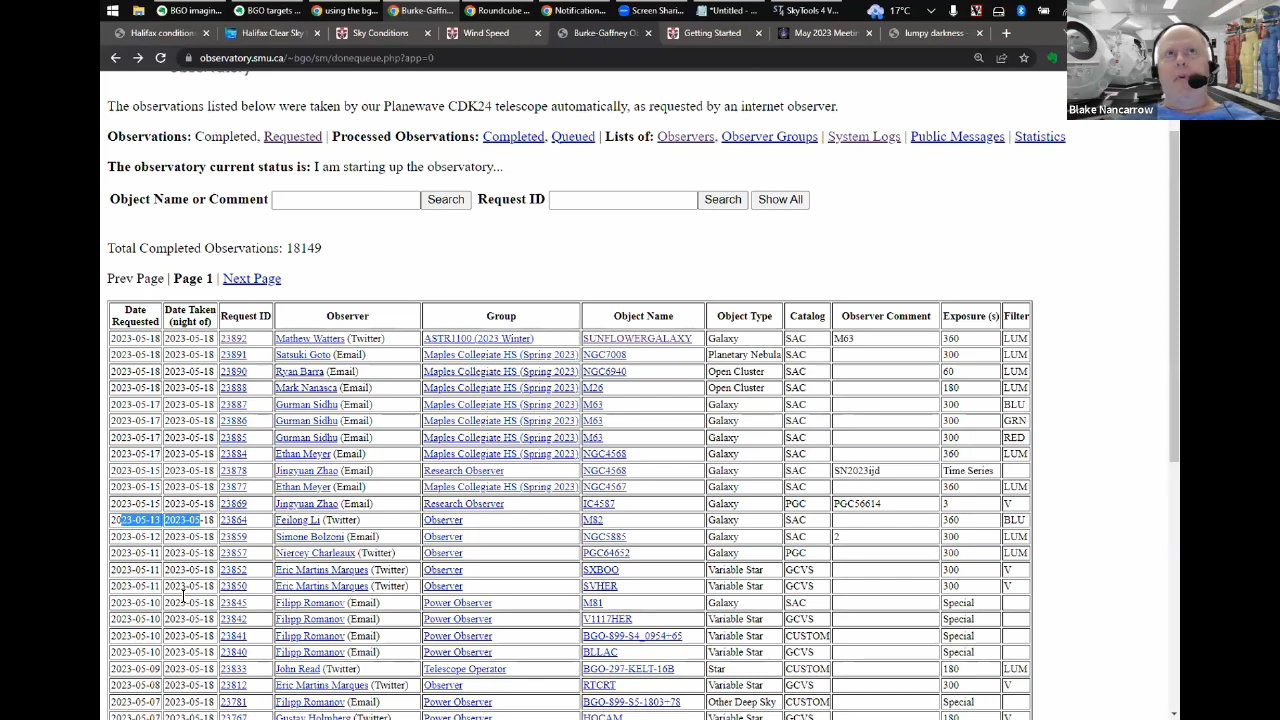 BGO imagin
BGO targets
using the bg
Burke-Gaffn
Roundcube
Notification
Screen Shari
*Untitled -
SkyTools 4 V
17°C
Halifax condition
Halifax Clear Sky
Sky Conditions
Wind Speed
Burke-Gaffney O
Getting Started
May 2023 Meetin
lumpy darkness -
observatory.smu.ca/~bgo/sm/donequeue.php?app=0
Blake Nancarrow
observatory
The observations listed below were taken by our Planewave CDK24 telescope automatically, as requested by an internet observer.
Observations: Completed, Requested | Processed Observations: Completed, Queued | Lists of: Observers, Observer Groups | System Logs | Public Messages | Statistics
The observatory current status is: I am starting up the observatory...
Object Name or Comment Search Request ID Search Show All
Total Completed Observations: 18149
Prev Page | Page 1 | Next Page
Date Requested Date Taken (night of) Request ID Observer Group Object Name Object Type Catalog Observer Comment Exposure (s) Filter
2023-05-18 2023-05-18 23892 Mathew Watters (Twitter) ASTR1100 (2023 Winter) SUNFLOWERGALAXY Galaxy SAC M63 360 LUM
2023-05-18 2023-05-18 23891 Satsuki Goto (Email) Maples Collegiate HS (Spring 2023) NGC7008 Planetary Nebula SAC 300 LUM
2023-05-18 2023-05-18 23890 Ryan Barra (Email) Maples Collegiate HS (Spring 2023) NGC6940 Open Cluster SAC 60 LUM
2023-05-18 2023-05-18 23888 Mark Nanasca (Email) Maples Collegiate HS (Spring 2023) M26 Open Cluster SAC 180 LUM
2023-05-17 2023-05-18 23887 Gurman Sidhu (Email) Maples Collegiate HS (Spring 2023) M63 Galaxy SAC 300 BLU
2023-05-17 2023-05-18 23886 Gurman Sidhu (Email) Maples Collegiate HS (Spring 2023) M63 Galaxy SAC 300 GRN
2023-05-17 2023-05-18 23885 Gurman Sidhu (Email) Maples Collegiate HS (Spring 2023) M63 Galaxy SAC 300 RED
2023-05-17 2023-05-18 23884 Ethan Meyer (Email) Maples Collegiate HS (Spring 2023) NGC4568 Galaxy SAC 360 LUM
2023-05-15 2023-05-18 23878 Jingyuan Zhao (Email) Research Observer NGC4568 Galaxy SAC SN2023ijd Time Series
2023-05-15 2023-05-18 23877 Ethan Meyer (Email) Maples Collegiate HS (Spring 2023) NGC4567 Galaxy SAC 360 LUM
2023-05-15 2023-05-18 23869 Jingyuan Zhao (Email) Research Observer IC4587 Galaxy PGC PGC56614 3 V
2023-05-13 2023-05-18 23864 Feilong Li (Twitter) Observer M82 Galaxy SAC 360 BLU
2023-05-12 2023-05-18 23859 Simone Bolzoni (Email) Observer NGC5885 Galaxy SAC 2 300 LUM
2023-05-11 2023-05-18 23857 Niercey Charleaux (Twitter) Observer PGC64652 Galaxy PGC 300 LUM
2023-05-11 2023-05-18 23852 Eric Martins Marques (Twitter) Observer SXBOO Variable Star GCVS 300 V
2023-05-11 2023-05-18 23850 Eric Martins Marques (Twitter) Observer SVHER Variable Star GCVS 300 V
2023-05-10 2023-05-18 23845 Filipp Romanov (Email) Power Observer M81 Galaxy SAC Special
2023-05-10 2023-05-18 23842 Filipp Romanov (Email) Power Observer V1117HER Variable Star GCVS Special
2023-05-10 2023-05-18 23841 Filipp Romanov (Email) Power Observer BGO-899-S4_0954+65 Variable Star CUSTOM Special
2023-05-10 2023-05-18 23840 Filipp Romanov (Email) Power Observer BLLAC Variable Star GCVS Special
2023-05-09 2023-05-18 23833 John Read (Twitter) Telescope Operator BGO-297-KELT-16B Star CUSTOM 180 LUM
2023-05-08 2023-05-18 23812 Eric Martins Marques (Twitter) Observer RTCRT Variable Star GCVS 300 V
2023-05-07 2023-05-18 23781 Filipp Romanov (Email) Power Observer BGO-899-S5-1803+78 Other Deep Sky CUSTOM Special
2023-05-07 2023-05-18 23767 Gustav Holmberg (Twitter) Observer HOCAM Variable Star GCVS 180 V